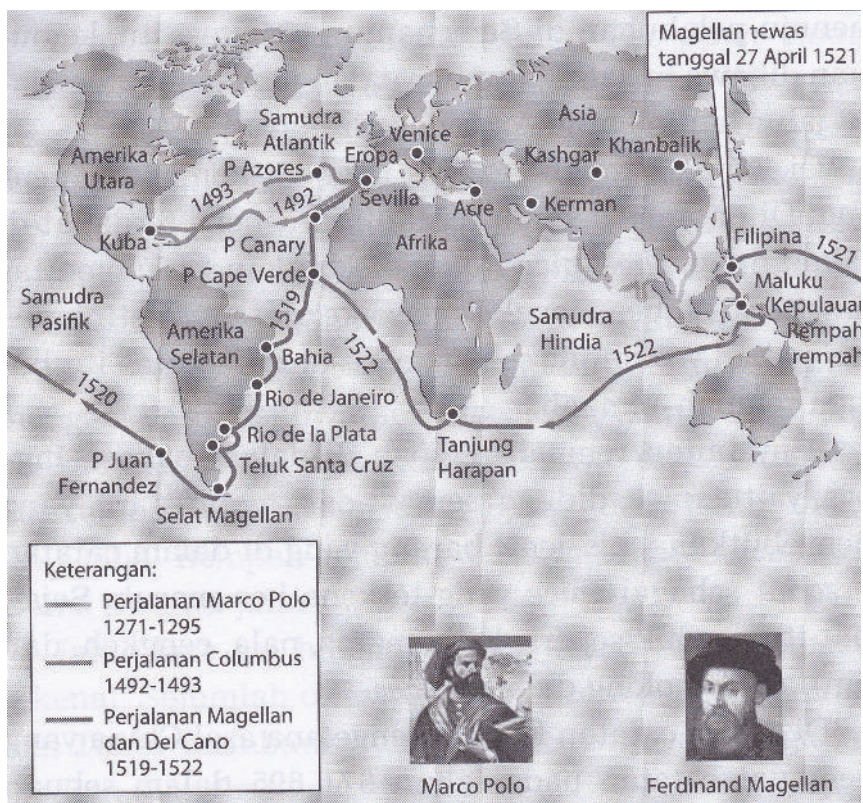 Magellan tewas
tanggal 27 April 1521
Samudra
Atlantik
Amerika
Utara
P Azores
Eropa
Venice
Asia
Kashgar
Khanbalik
1493
1492
Sevilla
Acre
Kerman
Kuba
P Canary
Afrika
Filipina
1521
P Cape Verde
Samudra
Pasifik
1519
Maluku
(Kepulauan
Rempah
rempah
Samudra
Hindia
Amerika
Selatan
Bahia
1522
1522
Rio de Janeiro
1520
Rio de la Plata
Tanjung
Harapan
P Juan
Fernandez
Teluk Santa Cruz
Selat Magellan
Keterangan:
Perjalanan Marco Polo
1271-1295
Perjalanan Columbus
1492-1493
Perjalanan Magellan
dan Del Cano
1519-1522
Marco Polo
Ferdinand Magellan